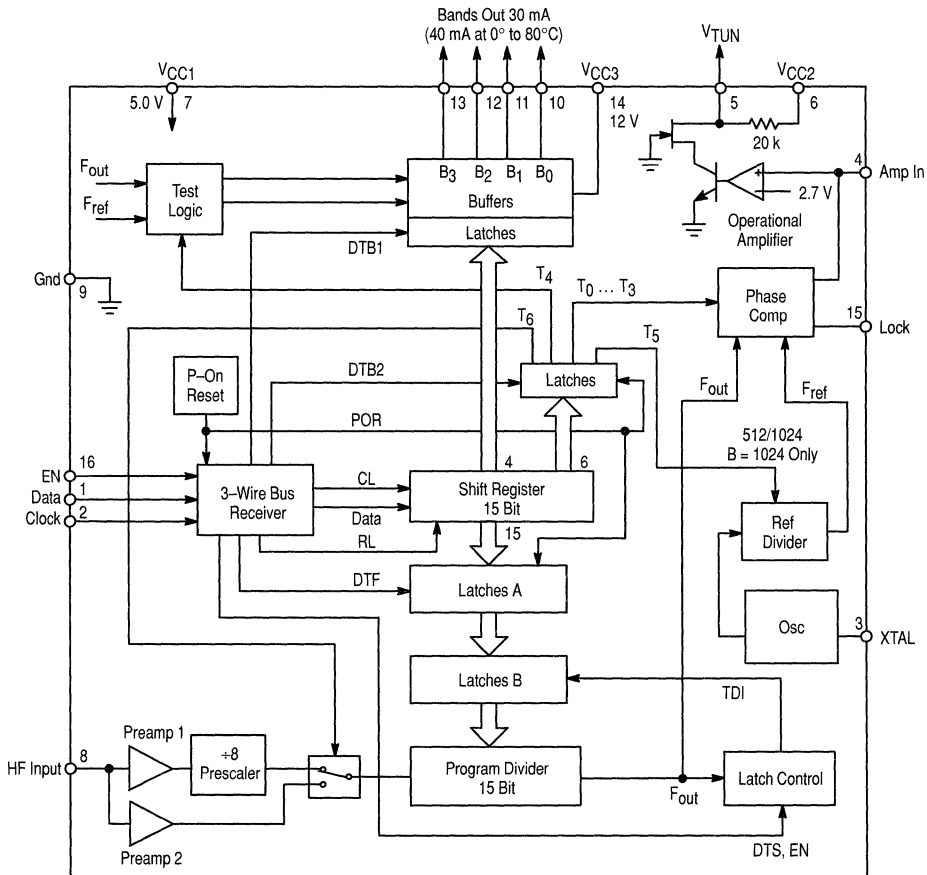 Bands Out 30 mA
(40 mA at 0° to 80°C)
VTUN
VCC1
VCC3
VCC2
5.0 V
7
13
12
11
10
14
12 V
5
6
20 k
4
Amp In
2.7 V
Operational
Amplifier
Fout
Fref
Test
Logic
B3
B2
B1
B0
Buffers
Latches
DTB1
Gnd
9
T4
T0 ... T3
Phase
Comp
15
Lock
T6
T5
P–On
Reset
DTB2
Latches
Fout
Fref
POR
512/1024
B = 1024 Only
EN
16
Data
1
Clock
2
3–Wire Bus
Receiver
CL
Data
RL
4
6
Shift Register
15 Bit
15
Ref
Divider
DTF
Latches A
Osc
3
XTAL
Latches B
TDI
Preamp 1
HF Input
8
÷8
Prescaler
Program Divider
15 Bit
Fout
Latch Control
Preamp 2
DTS, EN